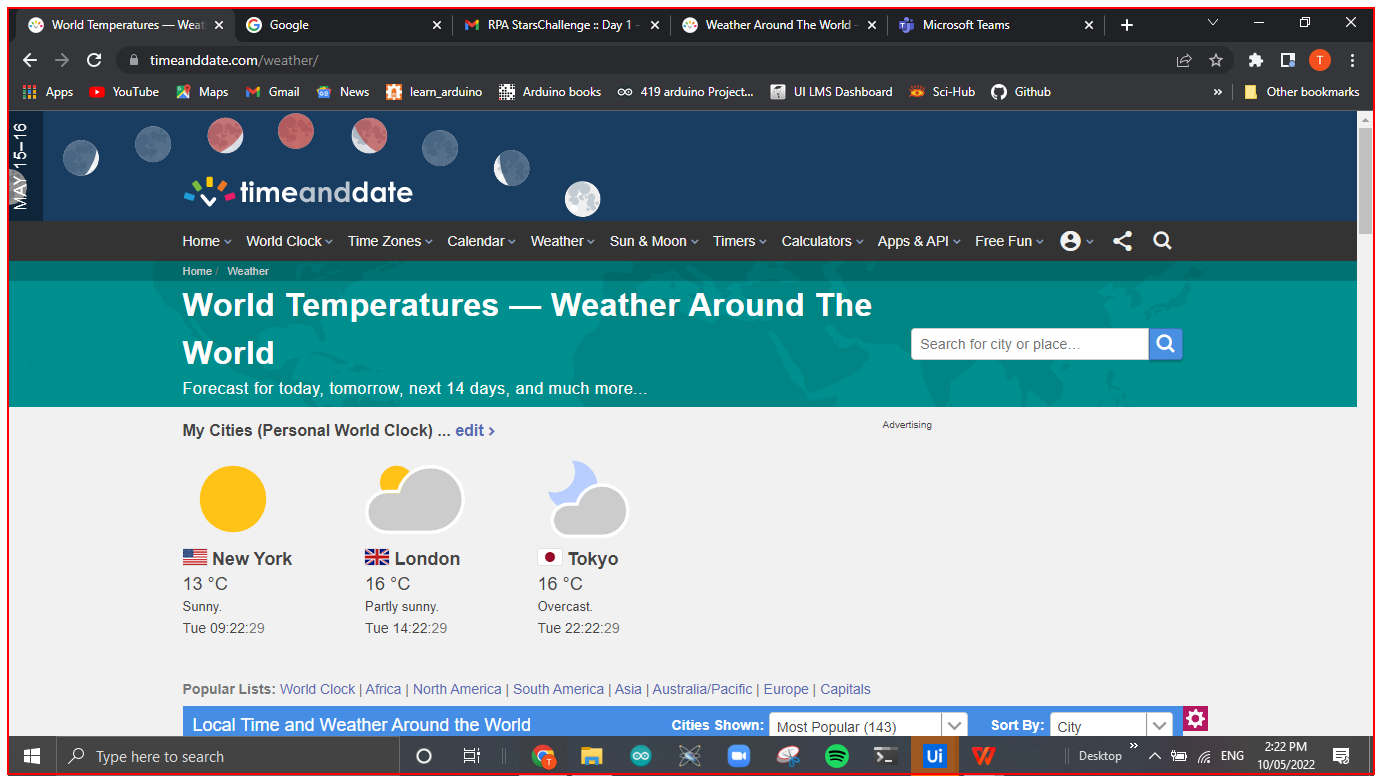 World Temperatures — Weat
Google
RPA StarsChallenge :: Day 1 -
Weather Around The World -
Microsoft Teams
timeanddate.com/weather/
T
Apps
YouTube
Maps
Gmail
News
learn_arduino
Arduino books
419 arduino Project...
UI LMS Dashboard
Sci-Hub
Github
»
Other bookmarks
MAY 15–16
timeanddate
Home
World Clock
Time Zones
Calendar
Weather
Sun & Moon
Timers
Calculators
Apps & API
Free Fun
Home / Weather
World Temperatures — Weather Around The
World
Search for city or place…
Forecast for today, tomorrow, next 14 days, and much more…
My Cities (Personal World Clock) ... edit ›
Advertising
New York
13 °C
Sunny.
Tue 09:22:29
London
16 °C
Partly sunny.
Tue 14:22:29
Tokyo
16 °C
Overcast.
Tue 22:22:29
Popular Lists: World Clock | Africa | North America | South America | Asia | Australia/Pacific | Europe | Capitals
Local Time and Weather Around the World
Cities Shown: Most Popular (143)
Sort By: City
Type here to search
T
Ui
W
Desktop
»
ENG
2:22 PM
10/05/2022